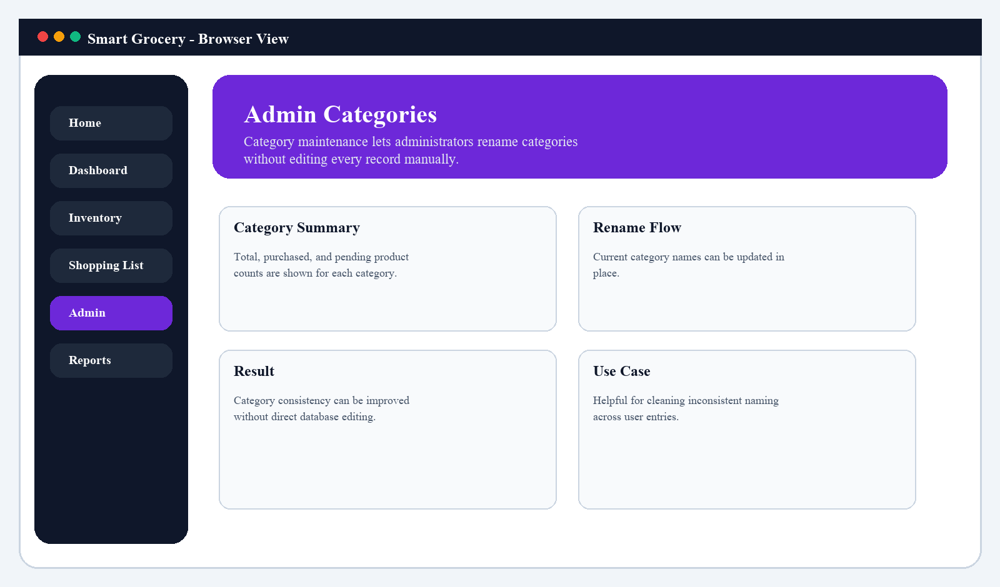 Smart Grocery - Browser View
Home
Dashboard
Inventory
Shopping List
Admin
Reports
Admin Categories
Category maintenance lets administrators rename categories
without editing every record manually.
Category Summary
Total, purchased, and pending product
counts are shown for each category.
Rename Flow
Current category names can be updated in
place.
Result
Category consistency can be improved
without direct database editing.
Use Case
Helpful for cleaning inconsistent naming
across user entries.